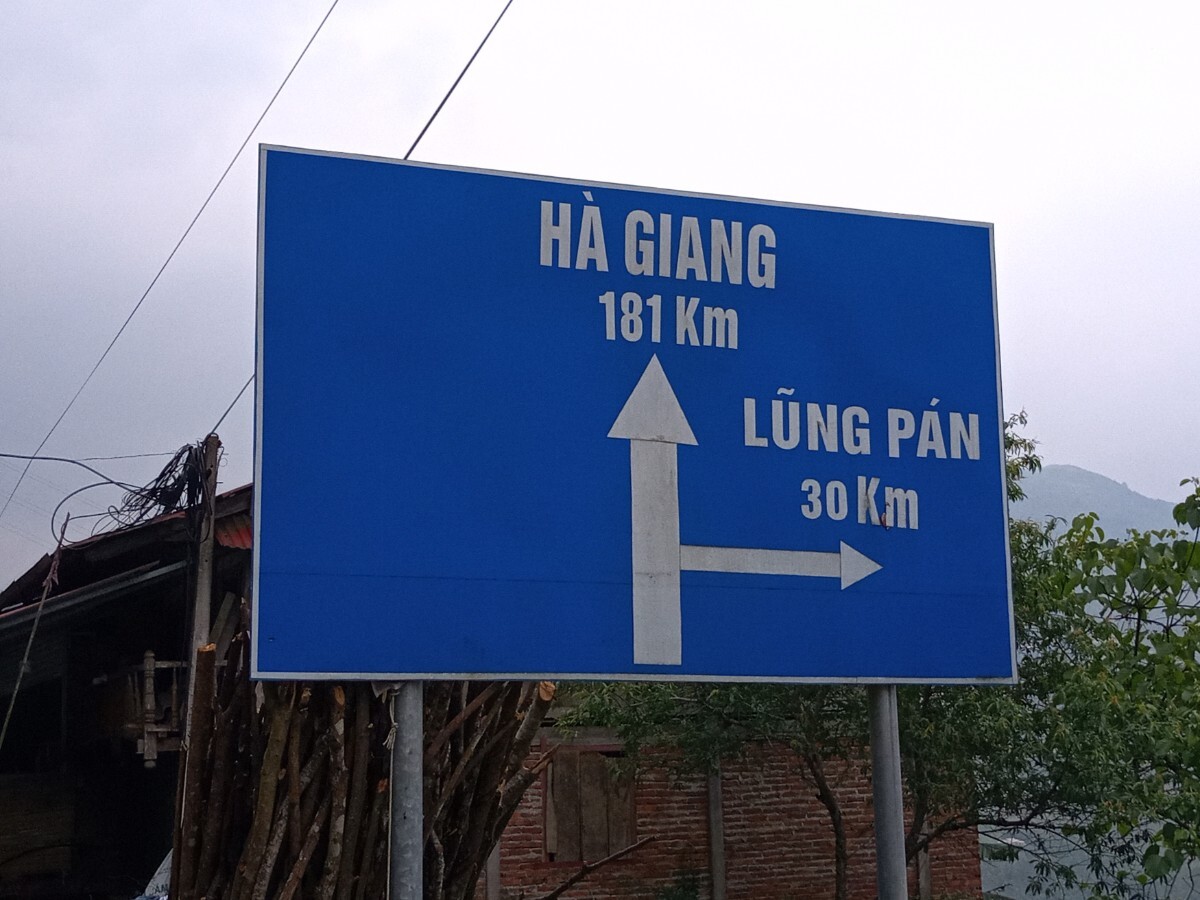 HÀ GIANG
181 Km
LŨNG PÁN
30 Km